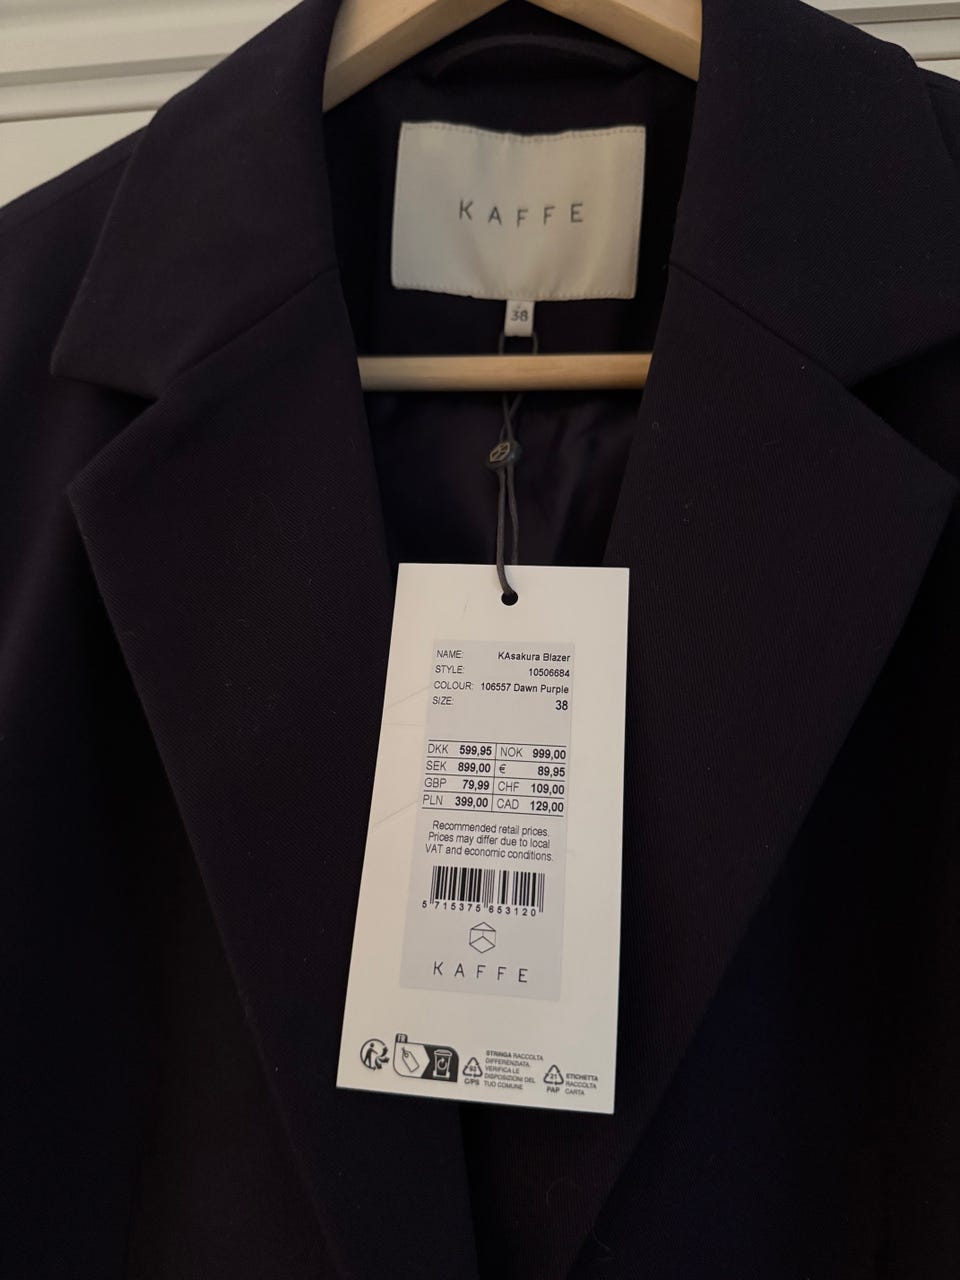 KAFFE
38
NAME: KAsakura Blazer
STYLE: 10506684
COLOUR: 106557 Dawn Purple
SIZE: 38
DKK 599,95 NOK 999,00
SEK 899,00 € 89,95
GBP 79,99 CHF 109,00
PLN 399,00 CAD 129,00
Recommended retail prices.
Prices may differ due to local
VAT and economic conditions.
5 715375 653120
KAFFE
FR
STRINGA RACCOLTA
DIFFERENZIATA.
VERIFICA LE
DISPOSIZIONI DEL
TUO COMUNE
C/PS
21
PAP
ETICHETTA
RACCOLTA
CARTA